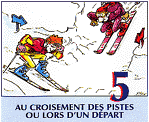 5
AU CROISEMENT DES PISTES
OU LORS D'UN DÉPART